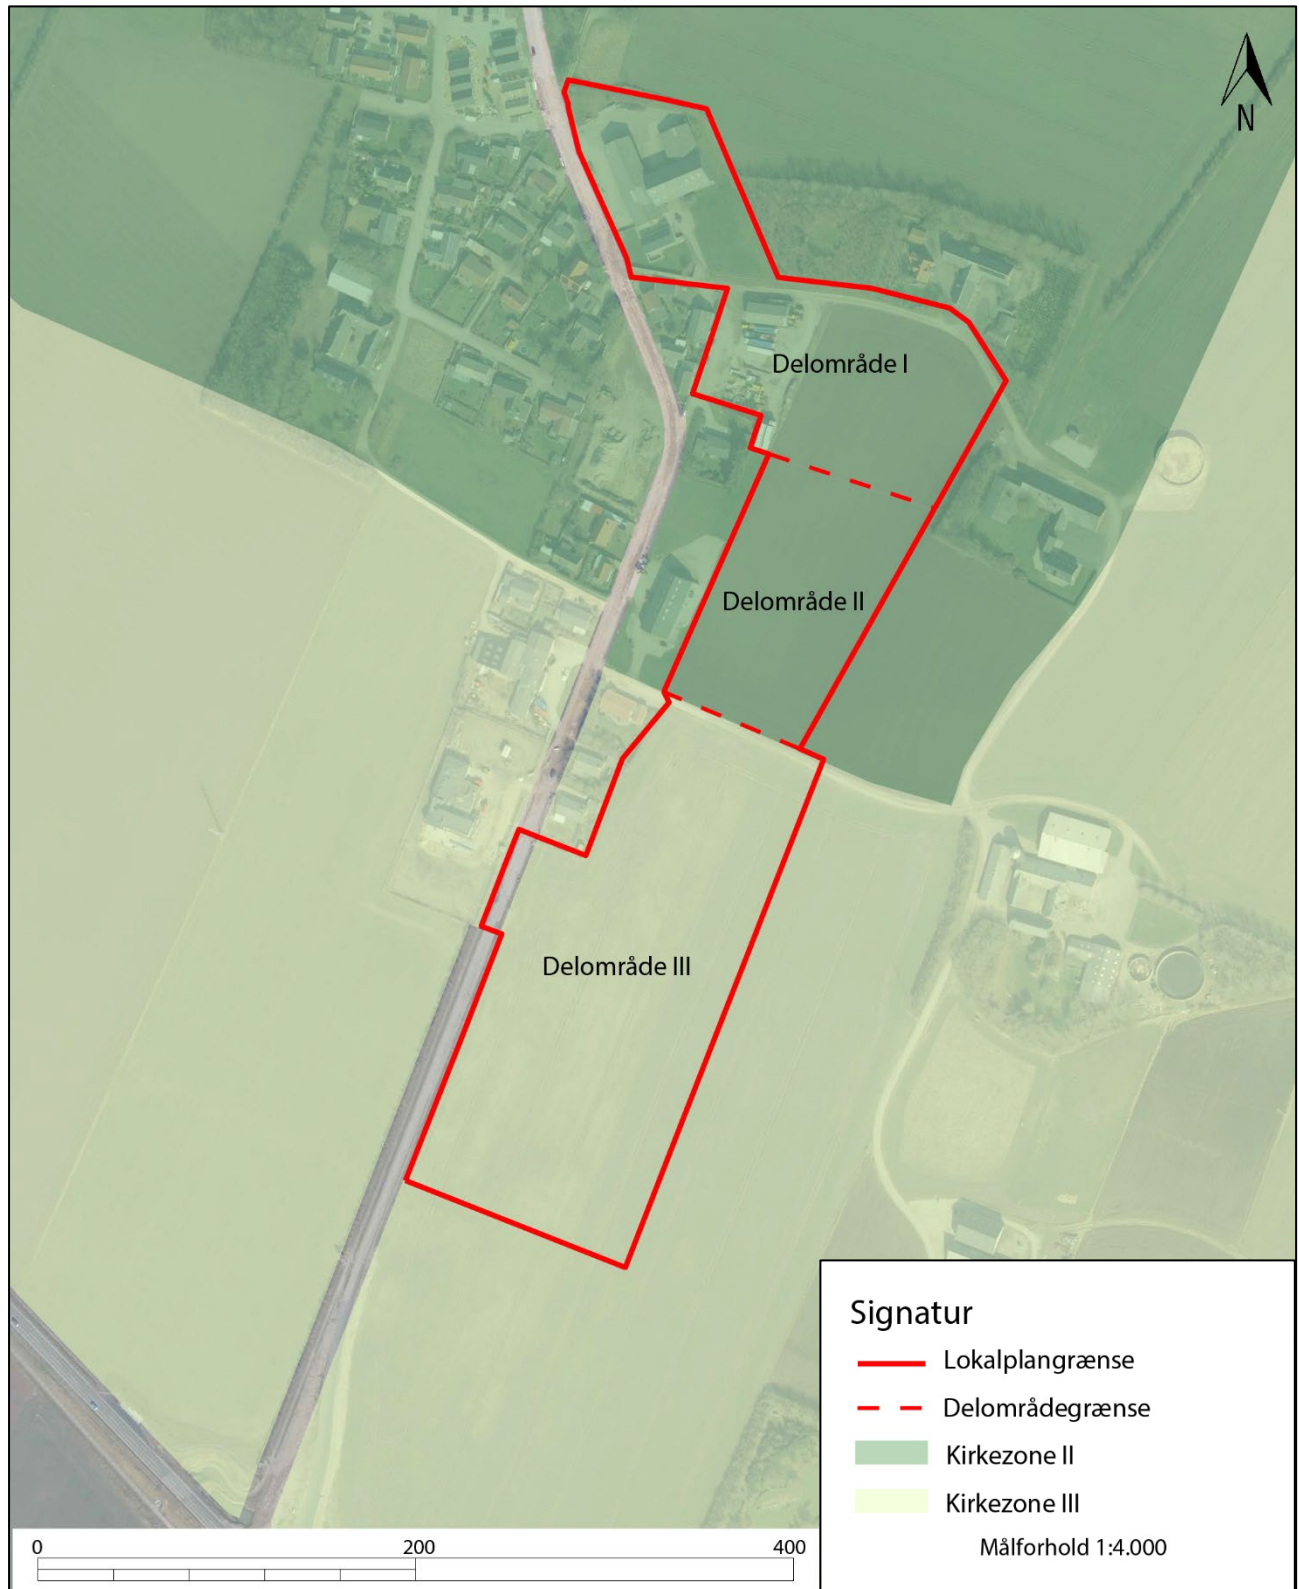 N
Delområde I
Delområde II
Delområde III
Signatur
Lokalplangrænse
Delområdegrænse
Kirkezone II
Kirkezone III
Målforhold 1:4.000
0 200 400